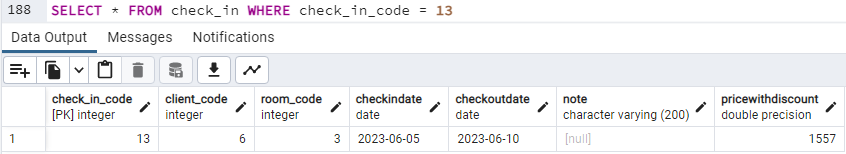 188 SELECT * FROM check_in WHERE check_in_code = 13
Data Output Messages Notifications
check_in_code client_code room_code checkindate checkoutdate note pricewithdiscount
[PK] integer integer integer date date character varying (200) double precision
1 13 6 3 2023-06-05 2023-06-10 [null] 1557